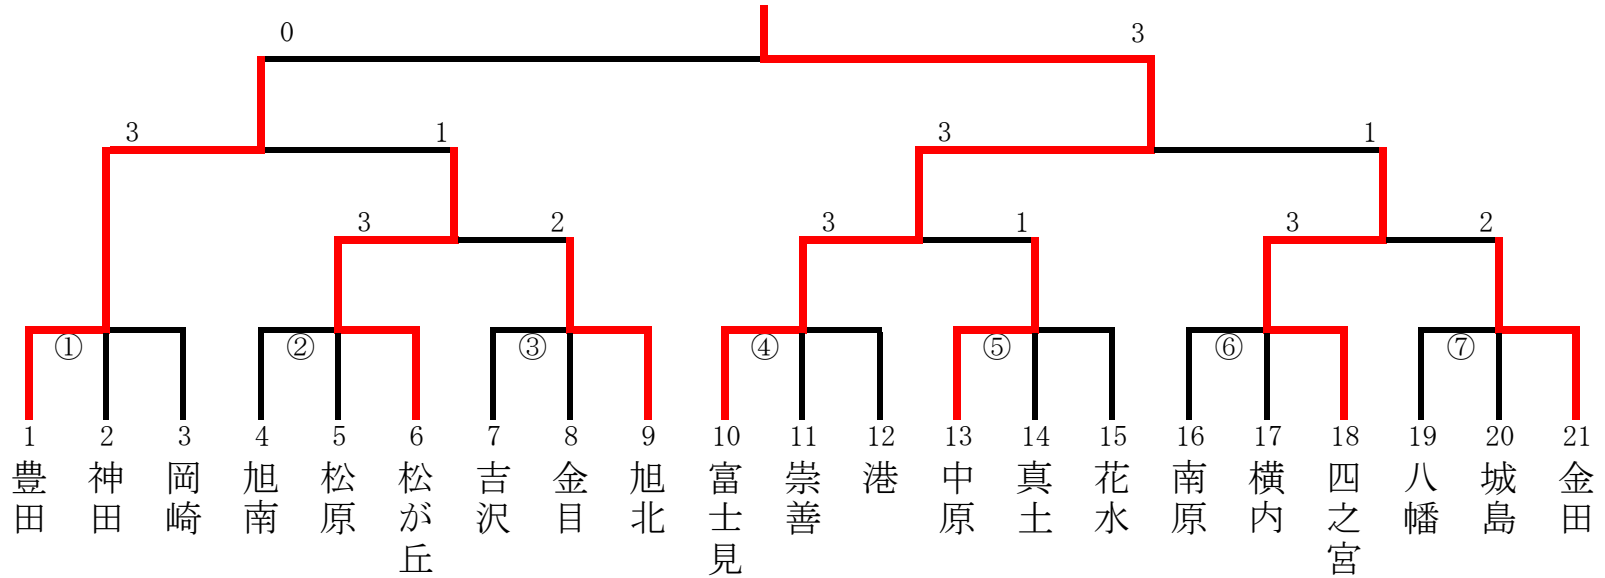 0 3
3 1 3 1
3 2 3 1 3 2
① ② ③ ④ ⑤ ⑥ ⑦
1 2 3 4 5 6 7 8 9 10 11 12 13 14 15 16 17 18 19 20 21
豊田
神田
岡崎
旭南
松原
松が丘
吉沢
金目
旭北
富士見
崇善
港
中原
真土
花水
南原
横内
四之宮
八幡
城島
金田